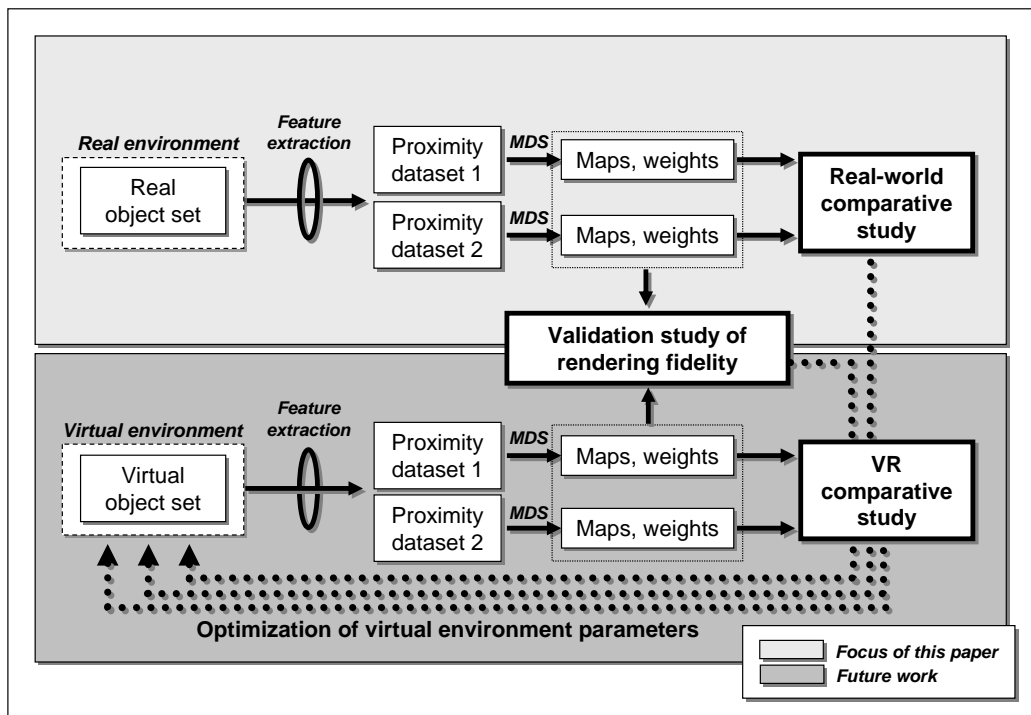 Real environment
Feature
extraction
Real
object set
Proximity
dataset 1
Proximity
dataset 2
MDS
MDS
Maps, weights
Maps, weights
Real-world
comparative
study
Validation study of
rendering fidelity
Virtual environment
Feature
extraction
Virtual
object set
Proximity
dataset 1
Proximity
dataset 2
MDS
MDS
Maps, weights
Maps, weights
VR
comparative
study
Optimization of virtual environment parameters
Focus of this paper
Future work